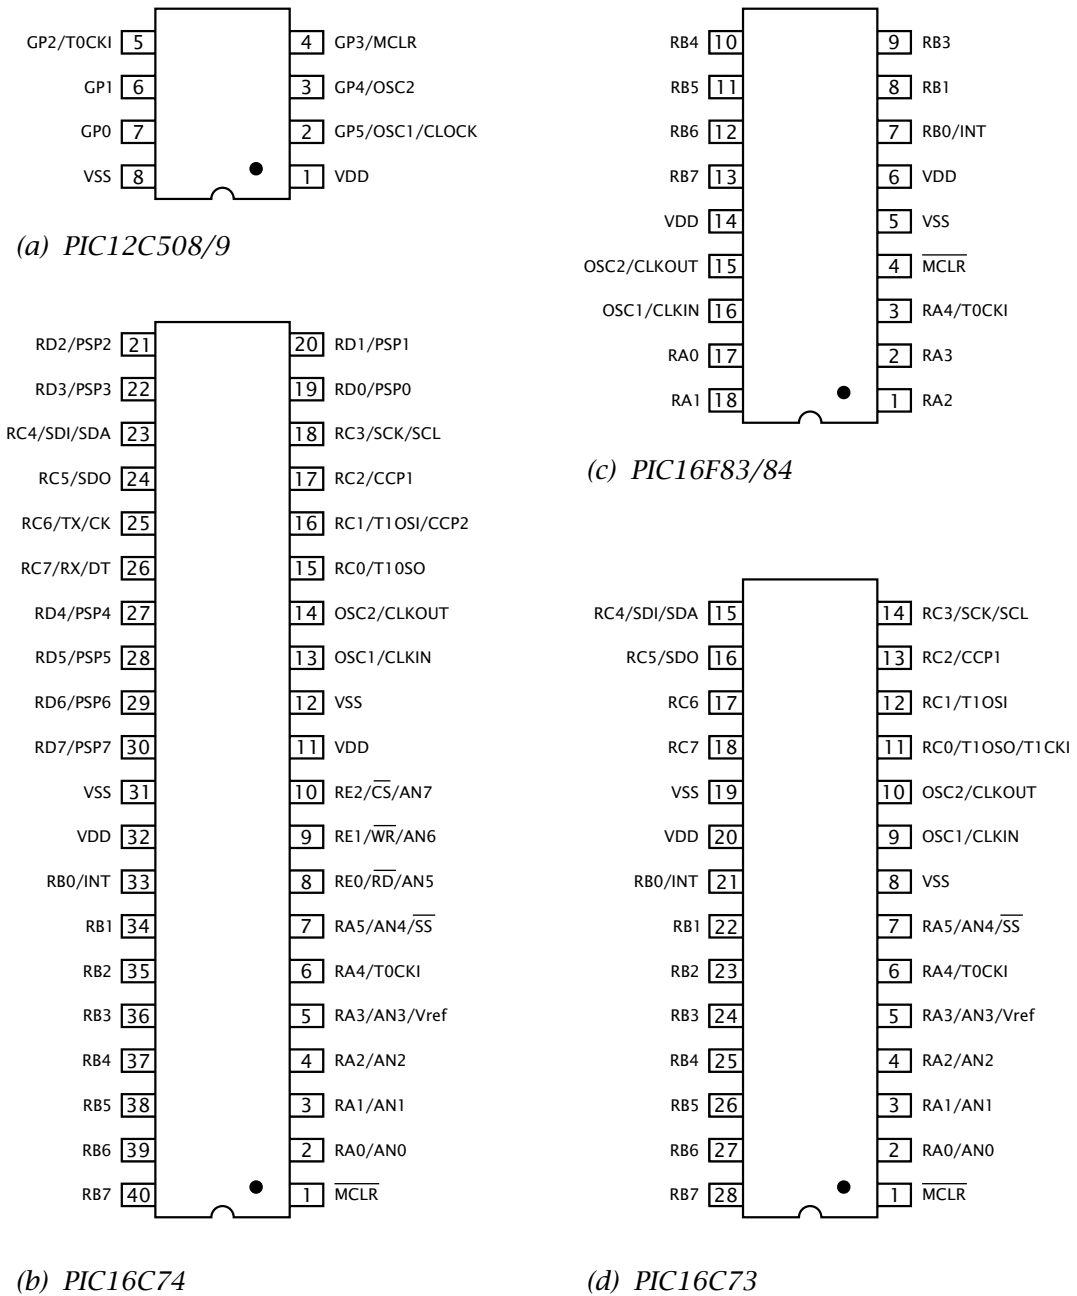 GP2/T0CKI 5 4 GP3/MCLR
GP1 6 3 GP4/OSC2
GP0 7 2 GP5/OSC1/CLOCK
VSS 8 1 VDD
(a) PIC12C508/9
RD2/PSP2 21 20 RD1/PSP1
RD3/PSP3 22 19 RD0/PSP0
RC4/SDI/SDA 23 18 RC3/SCK/SCL
RC5/SDO 24 17 RC2/CCP1
RC6/TX/CK 25 16 RC1/T1OSI/CCP2
RC7/RX/DT 26 15 RC0/T10SO
RD4/PSP4 27 14 OSC2/CLKOUT
RD5/PSP5 28 13 OSC1/CLKIN
RD6/PSP6 29 12 VSS
RD7/PSP7 30 11 VDD
VSS 31 10 RE2/CS/AN7
VDD 32 9 RE1/WR/AN6
RB0/INT 33 8 RE0/RD/AN5
RB1 34 7 RA5/AN4/SS
RB2 35 6 RA4/T0CKI
RB3 36 5 RA3/AN3/Vref
RB4 37 4 RA2/AN2
RB5 38 3 RA1/AN1
RB6 39 2 RA0/AN0
RB7 40 1 MCLR
(b) PIC16C74
RB4 10 9 RB3
RB5 11 8 RB1
RB6 12 7 RB0/INT
RB7 13 6 VDD
VDD 14 5 VSS
OSC2/CLKOUT 15 4 MCLR
OSC1/CLKIN 16 3 RA4/T0CKI
RA0 17 2 RA3
RA1 18 1 RA2
(c) PIC16F83/84
RC4/SDI/SDA 15 14 RC3/SCK/SCL
RC5/SDO 16 13 RC2/CCP1
RC6 17 12 RC1/T1OSI
RC7 18 11 RC0/T1OSO/T1CKI
VSS 19 10 OSC2/CLKOUT
VDD 20 9 OSC1/CLKIN
RB0/INT 21 8 VSS
RB1 22 7 RA5/AN4/SS
RB2 23 6 RA4/T0CKI
RB3 24 5 RA3/AN3/Vref
RB4 25 4 RA2/AN2
RB5 26 3 RA1/AN1
RB6 27 2 RA0/AN0
RB7 28 1 MCLR
(d) PIC16C73